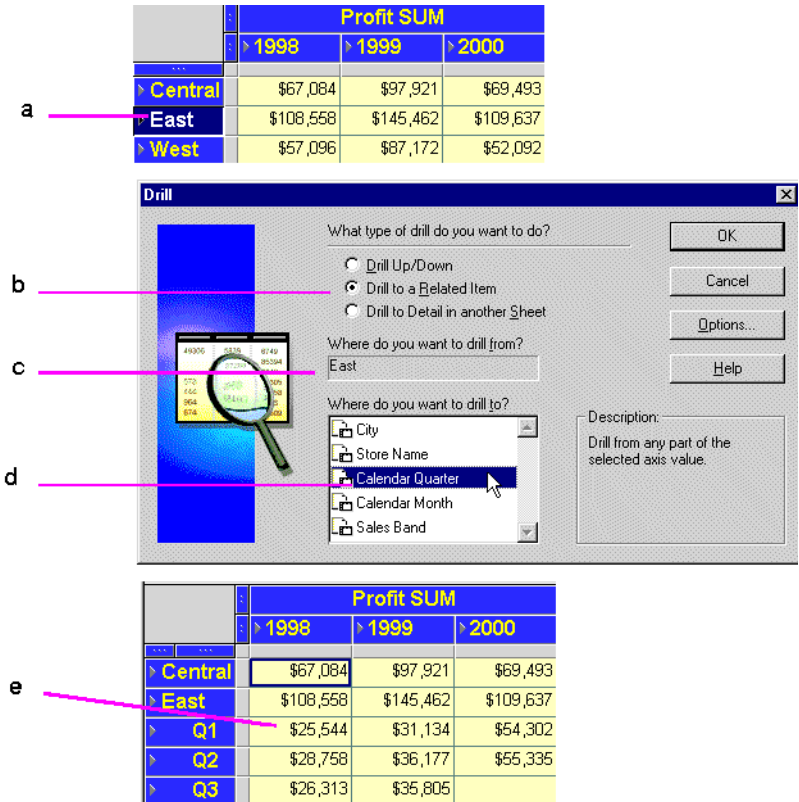 Profit SUM
1998 1999 2000
Central $67,084 $97,921 $69,493
a
East $108,558 $145,462 $109,637
West $57,096 $87,172 $52,092
Drill
What type of drill do you want to do?
OK
Drill Up/Down
b
Drill to a Related Item
Cancel
Drill to Detail in another Sheet
Options...
Where do you want to drill from?
c
East
Help
Where do you want to drill to?
City
Store Name
d
Calendar Quarter
Calendar Month
Sales Band
Description:
Drill from any part of the
selected axis value.
Profit SUM
1998 1999 2000
Central $67,084 $97,921 $69,493
e
East $108,558 $145,462 $109,637
Q1 $25,544 $31,134 $54,302
Q2 $28,758 $36,177 $55,335
Q3 $26,313 $35,805